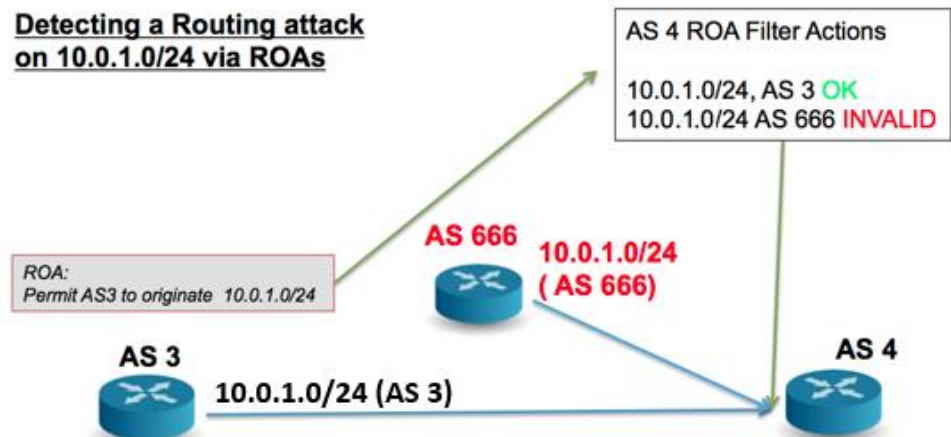 Detecting a Routing attack
on 10.0.1.0/24 via ROAs
AS 4 ROA Filter Actions
10.0.1.0/24, AS 3 OK
10.0.1.0/24 AS 666 INVALID
AS 666
10.0.1.0/24
( AS 666)
ROA:
Permit AS3 to originate 10.0.1.0/24
AS 3
10.0.1.0/24 (AS 3)
AS 4